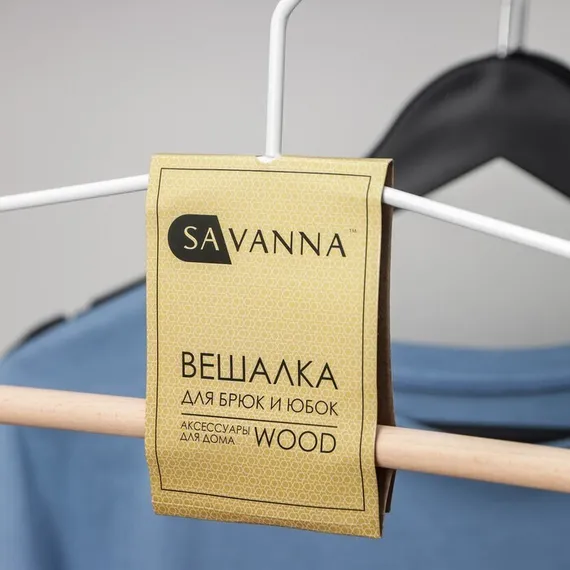 SAVANNA™
ВЕШАЛКА
ДЛЯ БРЮК И ЮБОК
АКСЕССУАРЫ
ДЛЯ ДОМА
WOOD